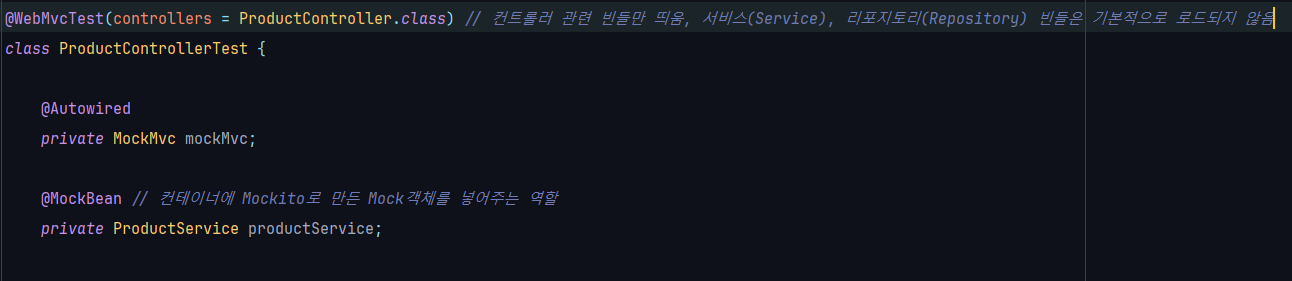 @WebMvcTest(controllers = ProductController.class) // 컨트롤러 관련 빈들만 띄움, 서비스(Service), 리포지토리(Repository) 빈들은 기본적으로 로드되지 않음
class ProductControllerTest {
@Autowired
private MockMvc mockMvc;
@MockBean // 컨테이너에 Mockito로 만든 Mock객체를 넣어주는 역할
private ProductService productService;